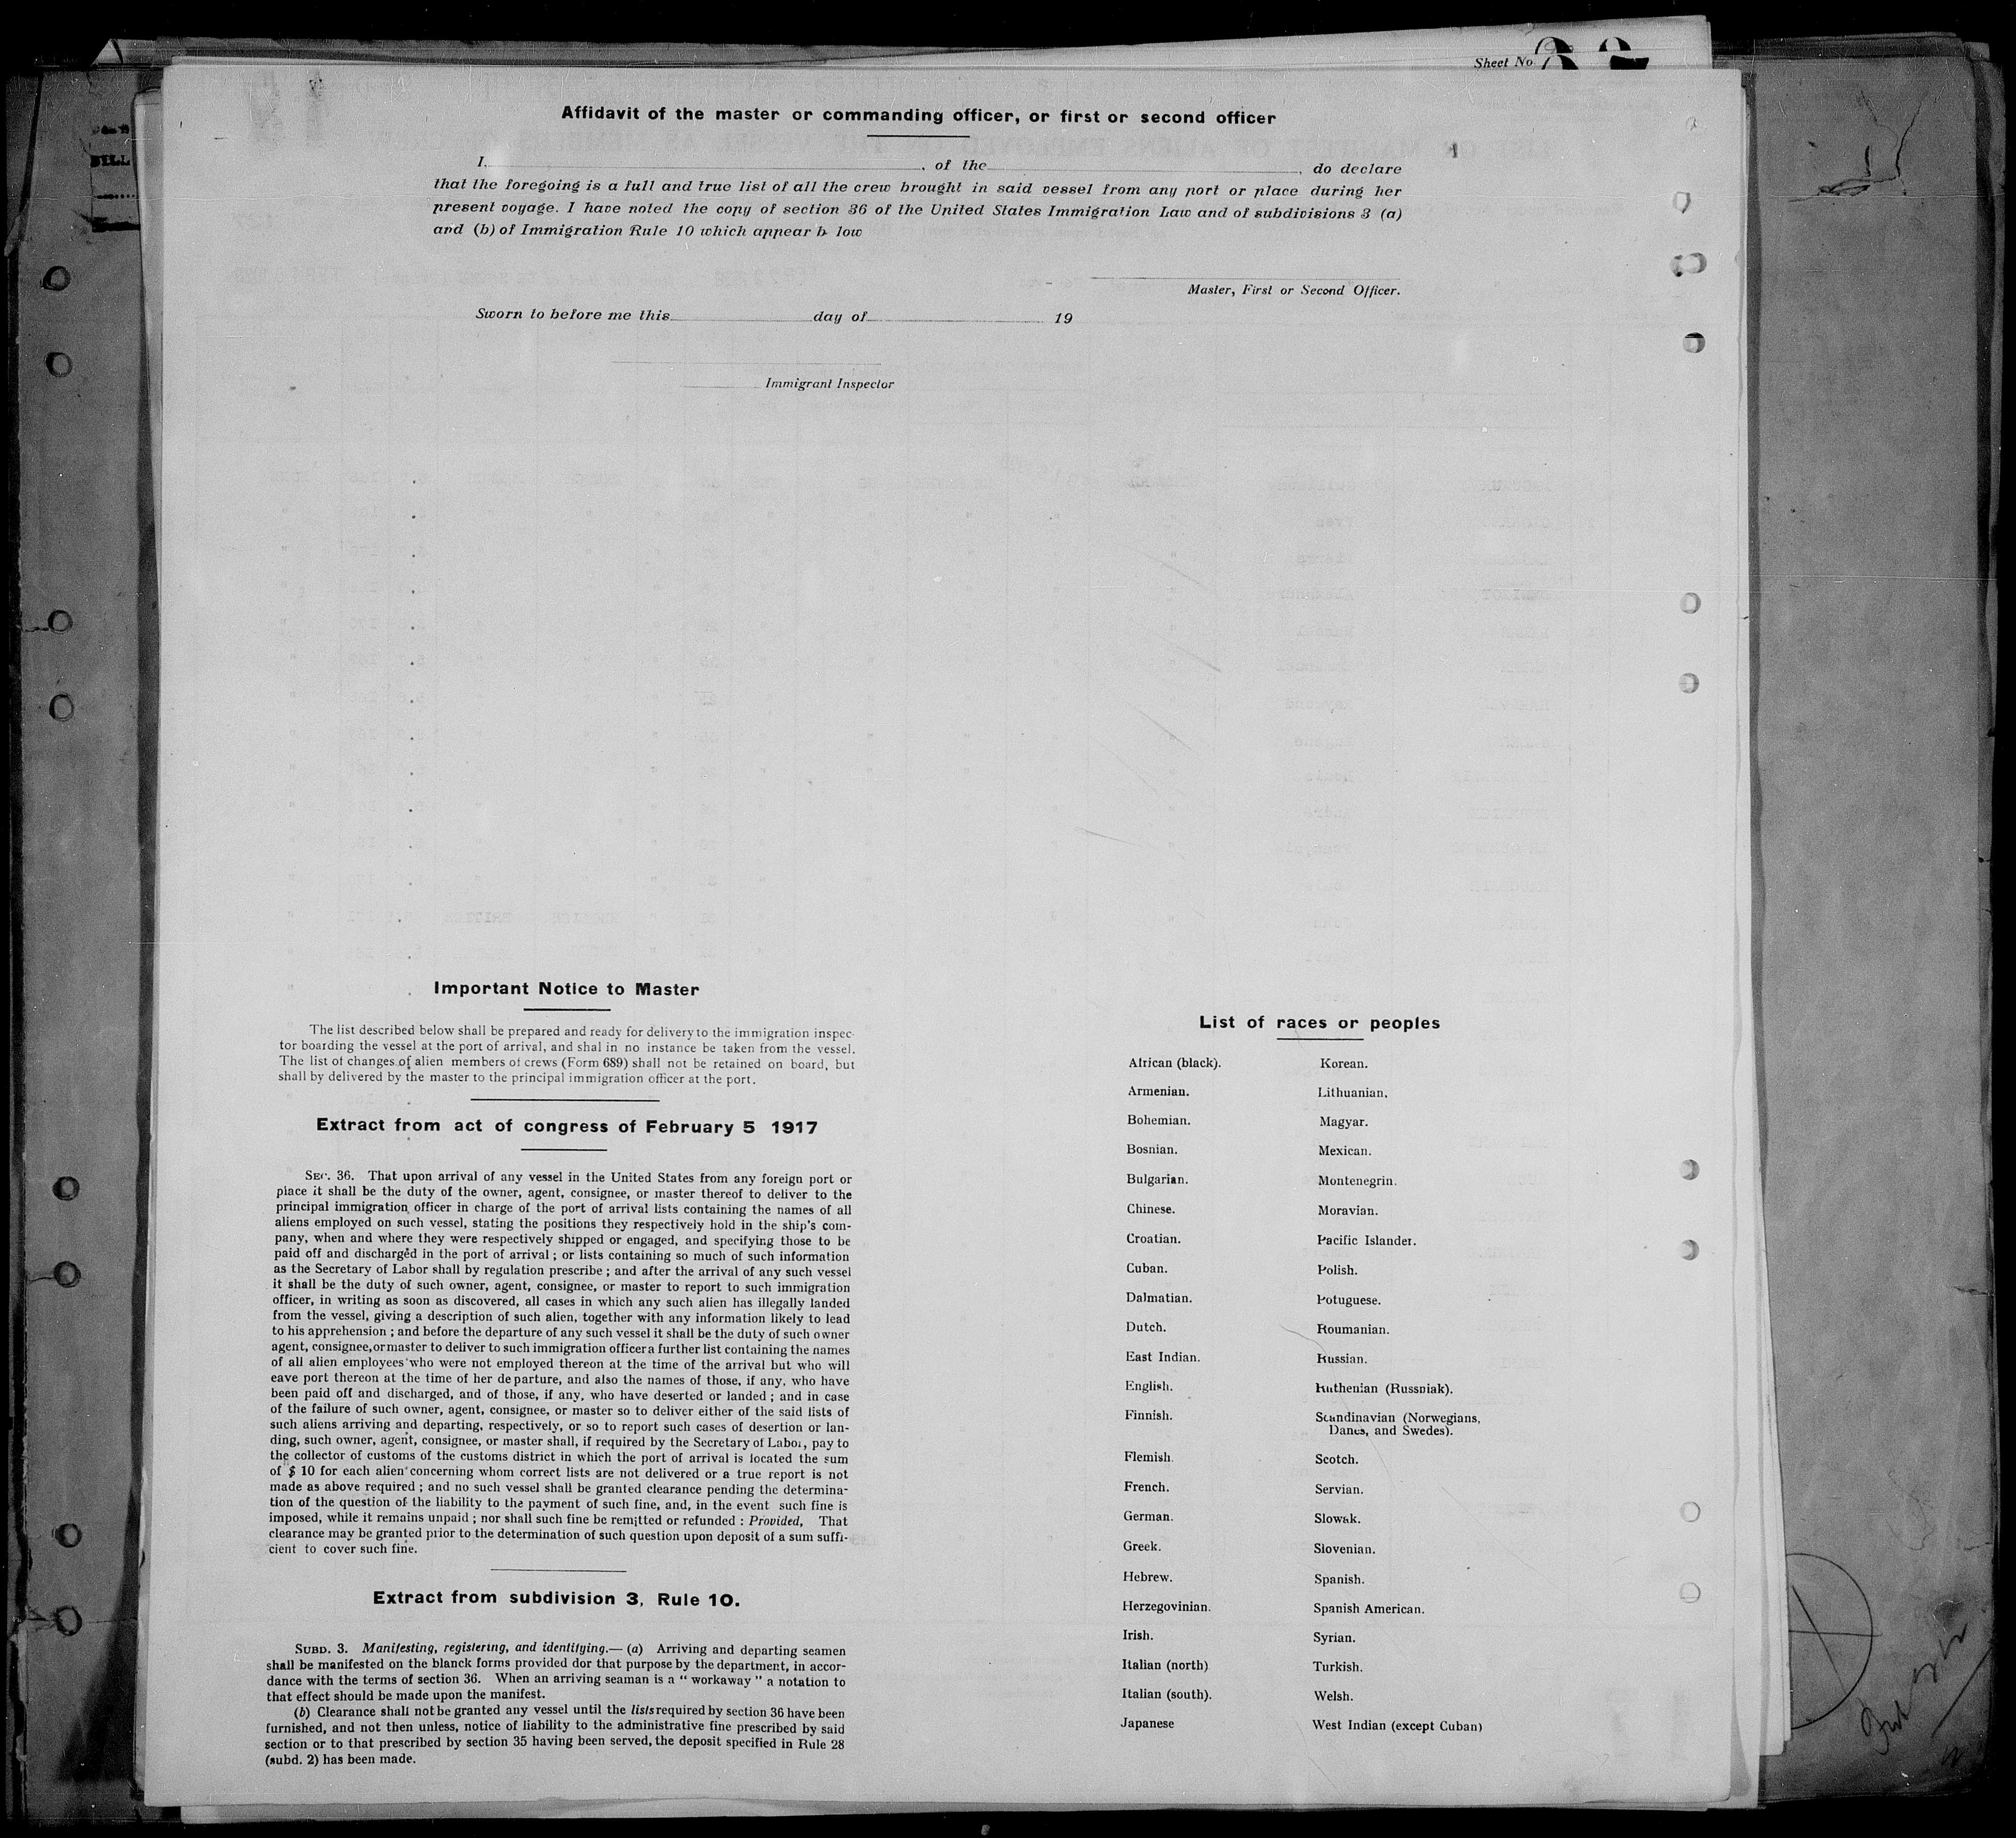 Sheet No
Affidavit of the master or commanding officer, or first or second officer
I, of the , do declare
that the foregoing is a full and true list of all the crew brought in said vessel from any port or place during her
present voyage. I have noted the copy of section 36 of the United States Immigration Law and of subdivisions 3 (a)
and (b) of Immigration Rule 10 which appear b low
Master, First or Second Officer.
Sworn to before me this day of 19
Immigrant Inspector
Important Notice to Master
The list described below shall be prepared and ready for delivery to the immigration inspec-
tor boarding the vessel at the port of arrival, and shal in no instance be taken from the vessel.
The list of changes of alien members of crews (Form 689) shall not be retained on board, but
shall by delivered by the master to the principal immigration officer at the port.
Extract from act of congress of February 5 1917
SEC. 36. That upon arrival of any vessel in the United States from any foreign port or
place it shall be the duty of the owner, agent, consignee, or master thereof to deliver to the
principal immigration officer in charge of the port of arrival lists containing the names of all
aliens employed on such vessel, stating the positions they respectively hold in the ship's com-
pany, when and where they were respectively shipped or engaged, and specifying those to be
paid off and discharged in the port of arrival ; or lists containing so much of such information
as the Secretary of Labor shall by regulation prescribe ; and after the arrival of any such vessel
it shall be the duty of such owner, agent, consignee, or master to report to such immigration
officer, in writing as soon as discovered, all cases in which any such alien has illegally landed
from the vessel, giving a description of such alien, together with any information likely to lead
to his apprehension ; and before the departure of any such vessel it shall be the duty of such owner
agent, consignee, or master to deliver to such immigration officer a further list containing the names
of all alien employees who were not employed thereon at the time of the arrival but who will
eave port thereon at the time of her departure, and also the names of those, if any, who have
been paid off and discharged, and of those, if any, who have deserted or landed ; and in case
of the failure of such owner, agent, consignee, or master so to deliver either of the said lists of
such aliens arriving and departing, respectively, or so to report such cases of desertion or lan-
ding, such owner, agent, consignee, or master shall, if required by the Secretary of Labor, pay to
the collector of customs of the customs district in which the port of arrival is located the sum
of $ 10 for each alien concerning whom correct lists are not delivered or a true report is not
made as above required ; and no such vessel shall be granted clearance pending the determina-
tion of the question of the liability to the payment of such fine, and, in the event such fine is
imposed, while it remains unpaid ; nor shall such fine be remitted or refunded : Provided, That
clearance may be granted prior to the determination of such question upon deposit of a sum suffi-
cient to cover such fine.
Extract from subdivision 3, Rule 10.
SUBD. 3. Manifesting, registering, and identifying.— (a) Arriving and departing seamen
shall be manifested on the blanck forms provided dor that purpose by the department, in accor-
dance with the terms of section 36. When an arriving seaman is a " workaway " a notation to
that effect should be made upon the manifest.
(b) Clearance shall not be granted any vessel until the lists required by section 36 have been
furnished, and not then unless, notice of liability to the administrative fine prescribed by said
section or to that prescribed by section 35 having been served, the deposit specified in Rule 28
(subd. 2) has been made.
List of races or peoples
African (black).
Armenian.
Bohemian.
Bosnian.
Bulgarian.
Chinese.
Croatian.
Cuban.
Dalmatian.
Dutch.
East Indian.
English.
Finnish.
Flemish.
French.
German.
Greek.
Hebrew.
Herzegovinian.
Irish.
Italian (north)
Italian (south).
Japanese
Korean.
Lithuanian.
Magyar.
Mexican.
Montenegrin.
Moravian.
Pacific Islander.
Polish.
Potuguese.
Roumanian.
Russian.
Ruthenian (Russniak).
Scandinavian (Norwegians,
Danes, and Swedes).
Scotch.
Servian.
Slowak.
Slovenian.
Spanish.
Spanish American.
Syrian.
Turkish.
Welsh.
West Indian (except Cuban)